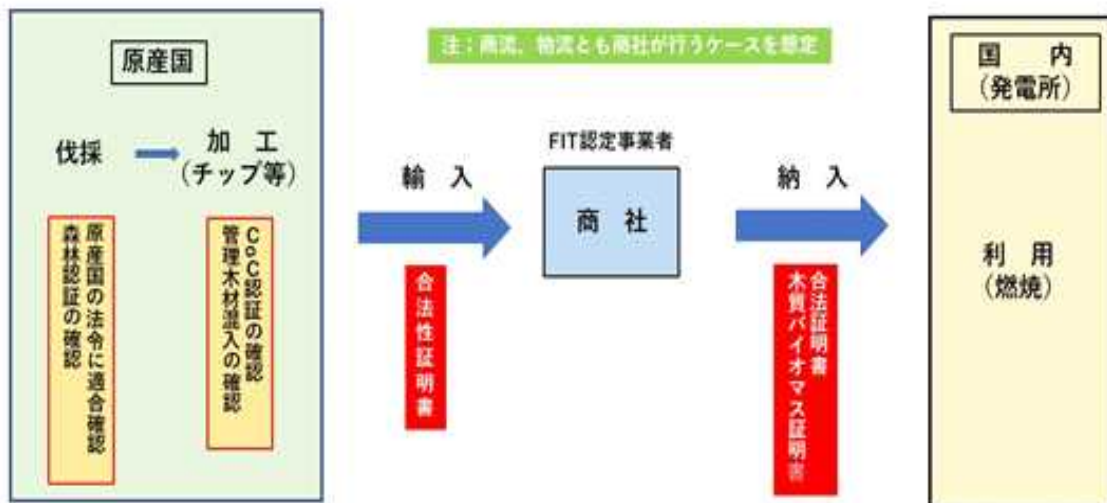 注：商流、物流とも商社が行うケースを想定
原産国
伐採
加　工
（チップ等）
原産国の法令に適合確認
森林認証の確認
CoC認証の確認
管理木材混入の確認
輸　入
合法性証明書
FIT認定事業者
商　社
納　入
合法証明書
木質バイオマス証明書
国　内
（発電所）
利　用
（燃焼）